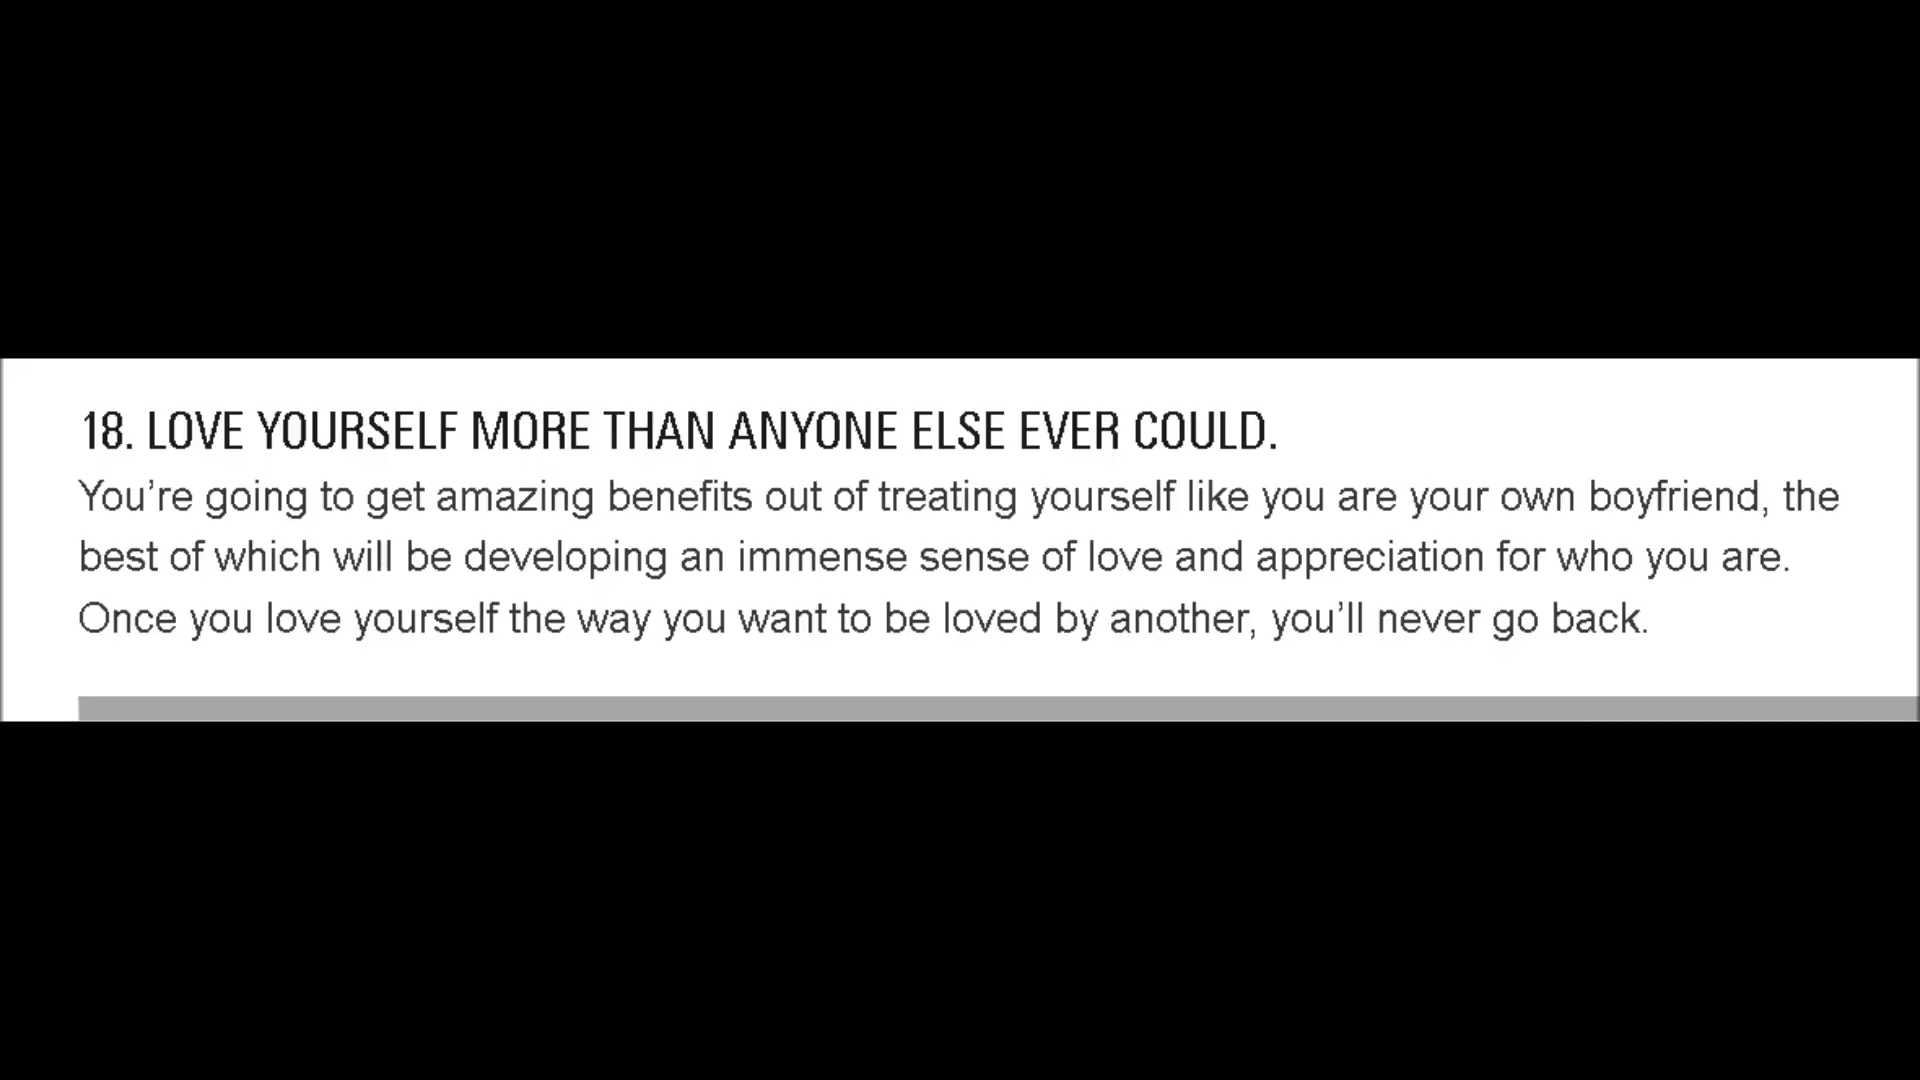 18. LOVE YOURSELF MORE THAN ANYONE ELSE EVER COULD.
You’re going to get amazing benefits out of treating yourself like you are your own boyfriend, the
best of which will be developing an immense sense of love and appreciation for who you are.
Once you love yourself the way you want to be loved by another, you’ll never go back.